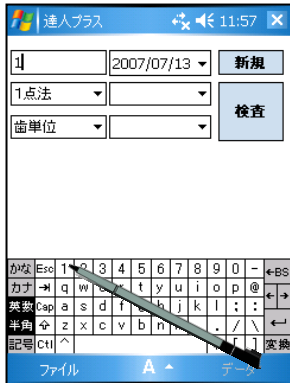 達人プラス 11:57
1 2007/07/13 新規
1点法 検査
歯単位
かな Esc 1 2 3 4 5 6 7 8 9 0 - ←BS
カナ →| q w t y u i o p @ ← →
英数 Cap a s d f h j k l ; :
半角 z x c v b n . / \
記号 Ctl ^ ] 変換
ファイル A データ